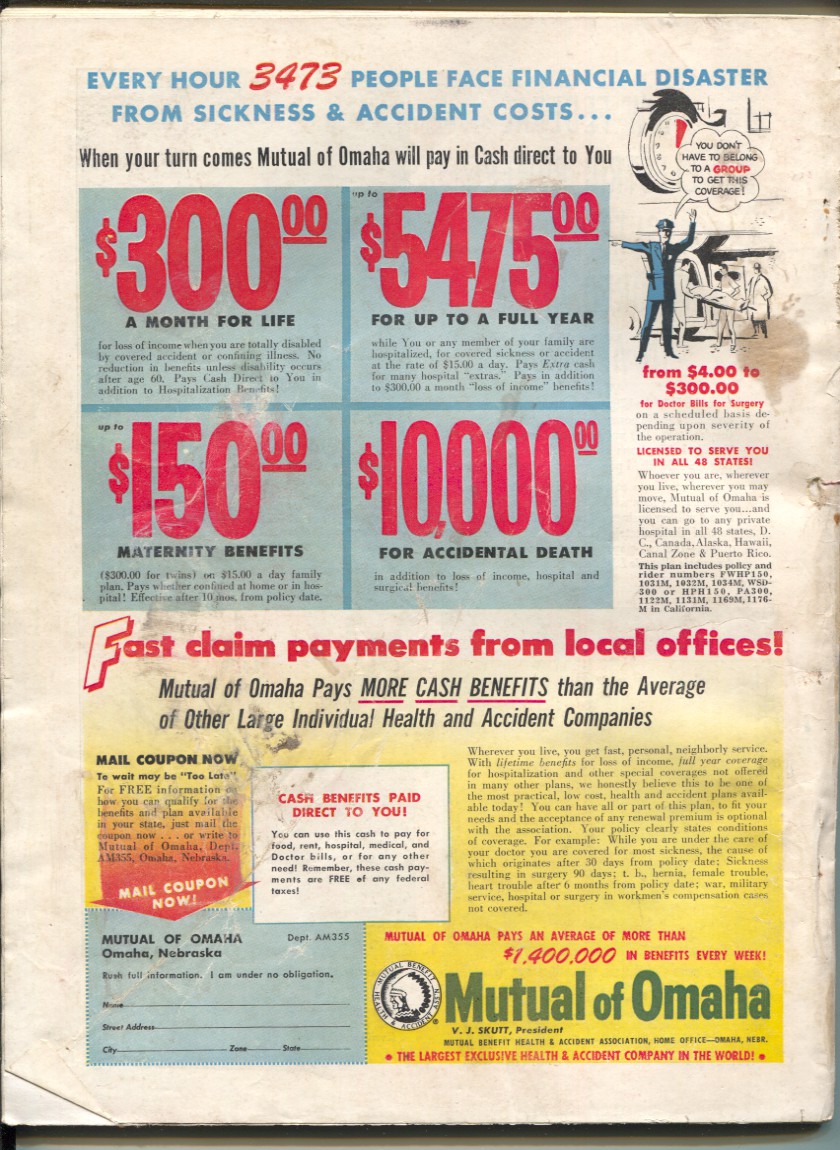 EVERY HOUR 3473 PEOPLE FACE FINANCIAL DISASTER
FROM SICKNESS & ACCIDENT COSTS...
When your turn comes Mutual of Omaha will pay in Cash direct to You
YOU DON'T
HAVE TO BELONG
TO A GROUP
TO GET THIS
COVERAGE!
$300.00
A MONTH FOR LIFE
for loss of income when you are totally disabled
by covered accident or confining illness. No
reduction in benefits unless disability occurs
after age 60. Pays Cash Direct to You in
addition to Hospitalization Benefits!
up to
$5475.00
FOR UP TO A FULL YEAR
while You or any member of your family are
hospitalized, for covered sickness or accident
at the rate of $15.00 a day. Pays Extra cash
for many hospital "extras." Pays in addition
to $300,00 a month "loss of income" benefits!
up to
$150.00
MATERNITY BENEFITS
($300.00 for twins) on $15.00 a day family
plan. Pays whether confined at home or in hos-
pital! Effective after 10 mos. from policy date.
$10,000.00
FOR ACCIDENTAL DEATH
in addition to loss of income, hospital and
surgical benefits!
from $4.00 to
$300.00
for Doctor Bills for Surgery
on a scheduled basis de-
pending upon severity of
the operation.
LICENSED TO SERVE YOU
IN ALL 48 STATES!
Whoever you are, wherever
you live, wherever you may
move, Mutual of Omaha is
licensed to serve you...and
you can go to any private
hospital in all 48 states, D.
C., Canada, Alaska, Hawaii,
Canal Zone & Puerto Rico.
This plan includes policy and
rider numbers FWHP150,
1031M, 1032M, 1034M, WSD-
300 or HPH150, PA300,
1122M, 1131M, 1169M, 1176-
M in California.
Fast claim payments from local offices!
Mutual of Omaha Pays MORE CASH BENEFITS than the Average
of Other Large Individual Health and Accident Companies
MAIL COUPON NOW
To wait may be "Too Late"
For FREE information on
how you can qualify for the
benefits and plan available
in your state, just mail the
coupon now . . . or write to
Mutual of Omaha, Dept.
AM355, Omaha, Nebraska.
MAIL COUPON
NOW!
CASH BENEFITS PAID
DIRECT TO YOU!
You can use this cash to pay for
food, rent, hospital, medical, and
Doctor bills, or for any other
need! Remember, these cash pay-
ments are FREE of any federal
taxes!
Wherever you live, you get fast, personal, neighborly service.
With lifetime benefits for loss of income, full year coverage
for hospitalization and other special coverages not offered
in many other plans, we honestly believe this to be one of
the most practical, low cost, health and accident plans avail-
able today! You can have all or part of this plan, to fit your
needs and the acceptance of any renewal premium is optional
with the association. Your policy clearly states conditions
of coverage. For example: While you are under the care of
your doctor you are covered for most sickness, the cause of
which originates after 30 days from policy date; Sickness
resulting in surgery 90 days; t. b., hernia, female trouble,
heart trouble after 6 months from policy date; war, military
service, hospital or surgery in workmen's compensation cases
not covered.
MUTUAL OF OMAHA Dept. AM355
Omaha, Nebraska
Rush full information. I am under no obligation.
Name
Street Address
City Zone State
MUTUAL OF OMAHA PAYS AN AVERAGE OF MORE THAN
$1,400,000 IN BENEFITS EVERY WEEK!
MUTUAL BENEFIT HEALTH & ACCIDENT ASS'N
Mutual of Omaha
V. J. SKUTT, President
MUTUAL BENEFIT HEALTH & ACCIDENT ASSOCIATION, HOME OFFICE—OMAHA, NEBR.
• THE LARGEST EXCLUSIVE HEALTH & ACCIDENT COMPANY IN THE WORLD! •